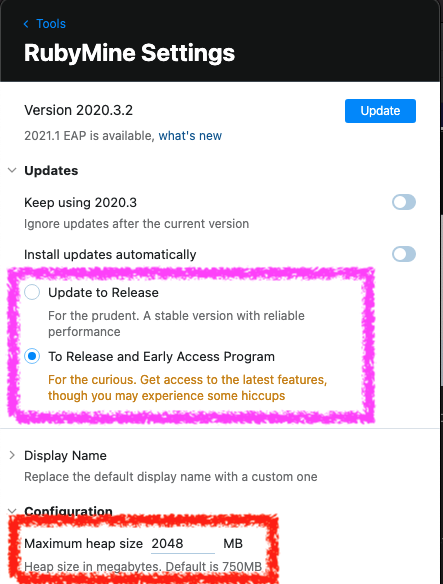 Tools
RubyMine Settings
Version 2020.3.2
Update
2021.1 EAP is available, what's new
Updates
Keep using 2020.3
Ignore updates after the current version
Install updates automatically
Update to Release
For the prudent. A stable version with reliable
performance
To Release and Early Access Program
For the curious. Get access to the latest features,
though you may experience some hiccups
Display Name
Replace the default display name with a custom one
Configuration
Maximum heap size 2048 MB
Heap size in megabytes. Default is 750MB